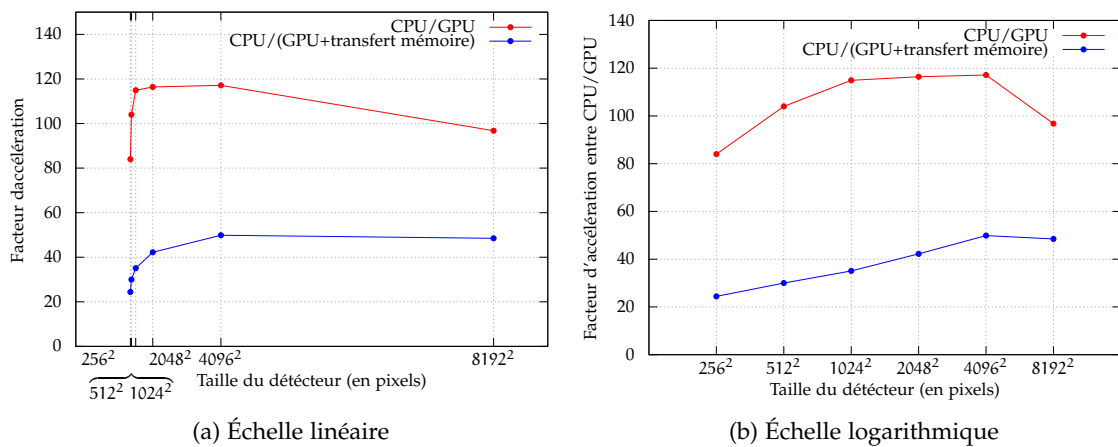 140
120
100
80
60
40
20
0
Facteur daccélération
CPU/GPU
CPU/(GPU+transfert mémoire)
256² 2048² 4096² 8192²
512² 1024²
Taille du détécteur (en pixels)
(a) Échelle linéaire
140
120
100
80
60
40
20
0
Facteur d'accélération entre CPU/GPU
CPU/GPU
CPU/(GPU+transfert mémoire)
256² 512² 1024² 2048² 4096² 8192²
Taille du détécteur (en pixels)
(b) Échelle logarithmique